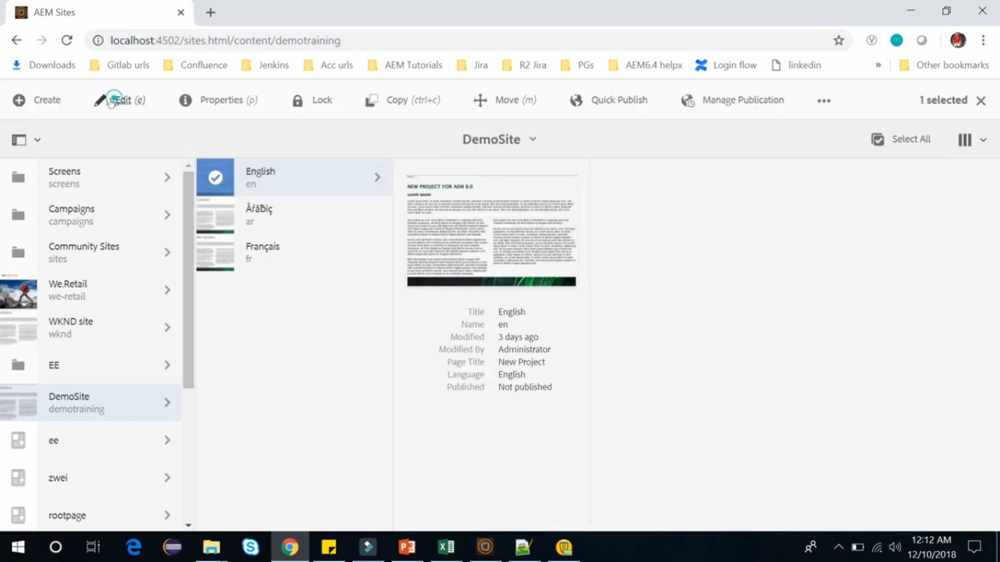 AEM Sites
localhost:4502/sites.html/content/demotraining
Downloads Gitlab urls Confluence Jenkins Acc urls AEM Tutorials Jira R2 Jira PGs AEM6.4 helpx Login flow linkedin » Other bookmarks
Create Edit (e) Properties (p) Lock Copy (ctrl+c) Move (m) Quick Publish Manage Publication ••• 1 selected
DemoSite Select All
Screens
screens
Campaigns
campaigns
Community Sites
sites
We.Retail
we-retail
WKND site
wknd
EE
DemoSite
demotraining
ee
zwei
rootpage
English
en
ar
Français
fr
NEW PROJECT FOR AEM 6.0
Lorem ipsum
Title English
Name en
Modified 3 days ago
Modified By Administrator
Page Title New Project
Language English
Published Not published
12:12 AM
12/10/2018